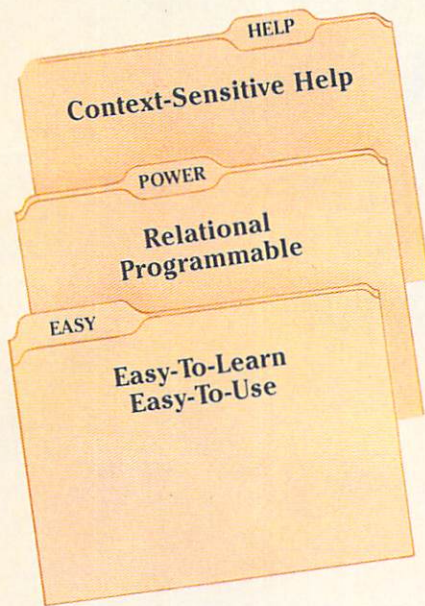 HELP
Context-Sensitive Help
POWER
Relational
Programmable
EASY
Easy-To-Learn
Easy-To-Use